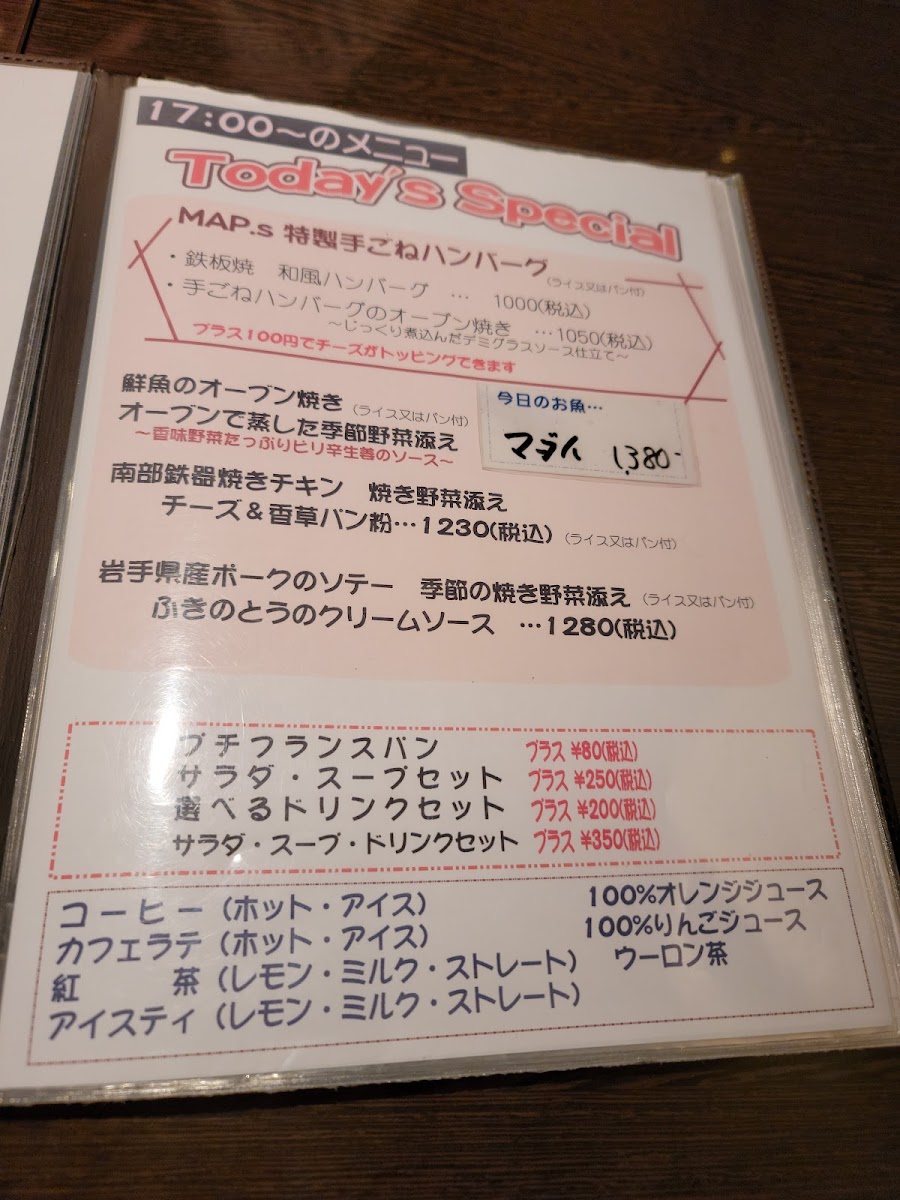 17:00～のメニュー
Today's Special
MAP.s 特製手ごねハンバーグ
(ライス又はパン付)
・鉄板焼 和風ハンバーグ … 1000(税込)
・手ごねハンバーグのオーブン焼き …1050(税込)
～じっくり煮込んだデミグラスソース仕立て～
プラス100円でチーズがトッピングできます
鮮魚のオーブン焼き (ライス又はパン付)
オーブンで蒸した季節野菜添え
～香味野菜たっぷりピリ辛生姜のソース～
今日のお魚…
マダイ 1,380-
南部鉄器焼きチキン 焼き野菜添え
チーズ＆香草パン粉…1230(税込) (ライス又はパン付)
岩手県産ポークのソテー 季節の焼き野菜添え (ライス又はパン付)
ふきのとうのクリームソース …1280(税込)
プチフランスパン プラス ¥80(税込)
サラダ・スープセット プラス ¥250(税込)
選べるドリンクセット プラス ¥200(税込)
サラダ・スープ・ドリンクセット プラス ¥350(税込)
コーヒー (ホット・アイス) 100%オレンジジュース
カフェラテ (ホット・アイス) 100%りんごジュース
紅 茶 (レモン・ミルク・ストレート) ウーロン茶
アイスティ (レモン・ミルク・ストレート)